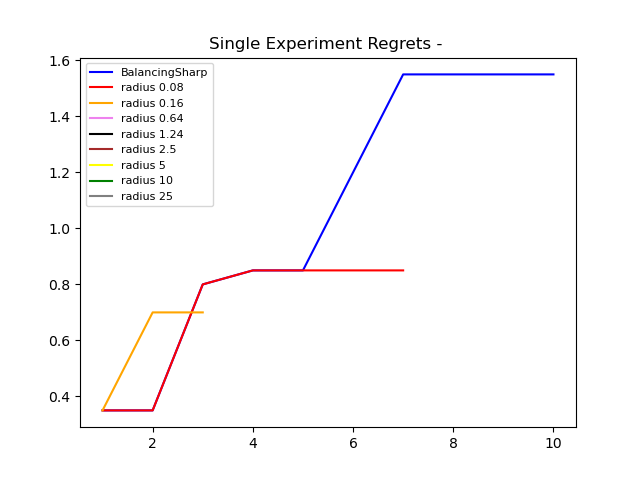 Single Experiment Regrets -
1.6
1.4
1.2
1.0
0.8
0.6
0.4
BalancingSharp
radius 0.08
radius 0.16
radius 0.64
radius 1.24
radius 2.5
radius 5
radius 10
radius 25
2 4 6 8 10